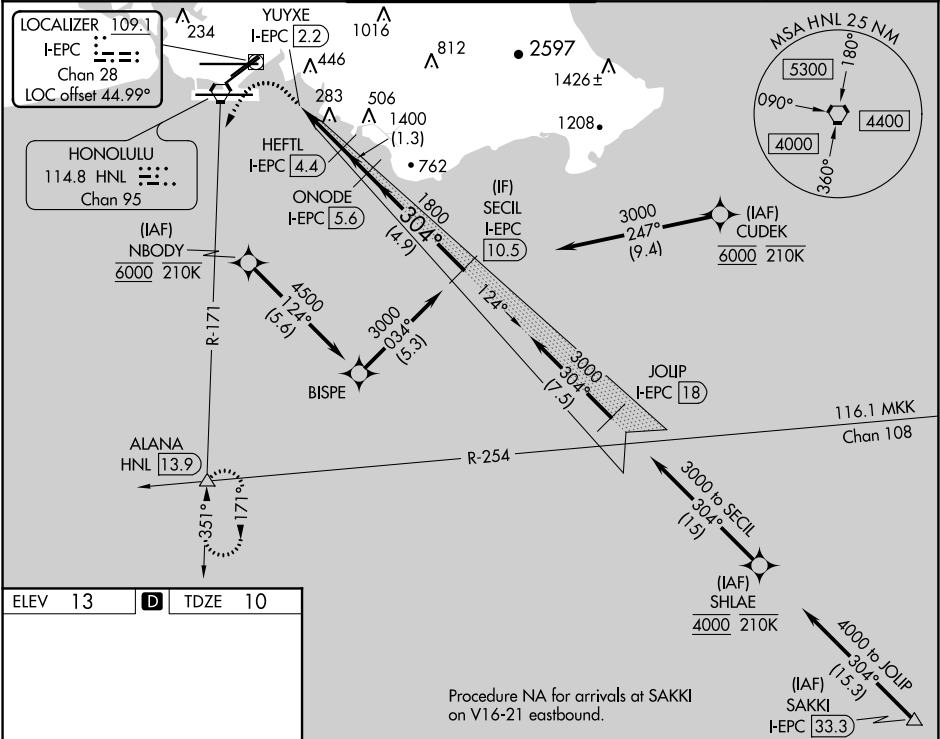 LOCALIZER 109.1
I-EPC
Chan 28
LOC offset 44.99°
234
YUYXE
I-EPC 2.2
1016
446
812
2597
1426±
283
506
1400
(1.3)
1208
762
MSA HNL 25 NM
180°
5300
090°
4400
4000
360°
HONOLULU
114.8 HNL
Chan 95
HEFTL
I-EPC 4.4
ONODE
I-EPC 5.6
1800
304°
(4.9)
(IF)
SECIL
I-EPC
10.5
3000
247°
(9.4)
(IAF)
CUDEK
6000 210K
(IAF)
NBODY
6000 210K
4500
124°
(5.6)
R-171
3000
034°
(5.3)
BISPE
124°
3000
304°
(7.5)
JOLIP
I-EPC 18
116.1 MKK
Chan 108
R-254
ALANA
HNL 13.9
351°
171°
3000 to SECIL
304°
(15)
(IAF)
SHLAE
4000 210K
4000 to JOLIP
304°
(15.3)
(IAF)
SAKKI
I-EPC 33.3
ELEV 13 D TDZE 10
Procedure NA for arrivals at SAKKI
on V16-21 eastbound.